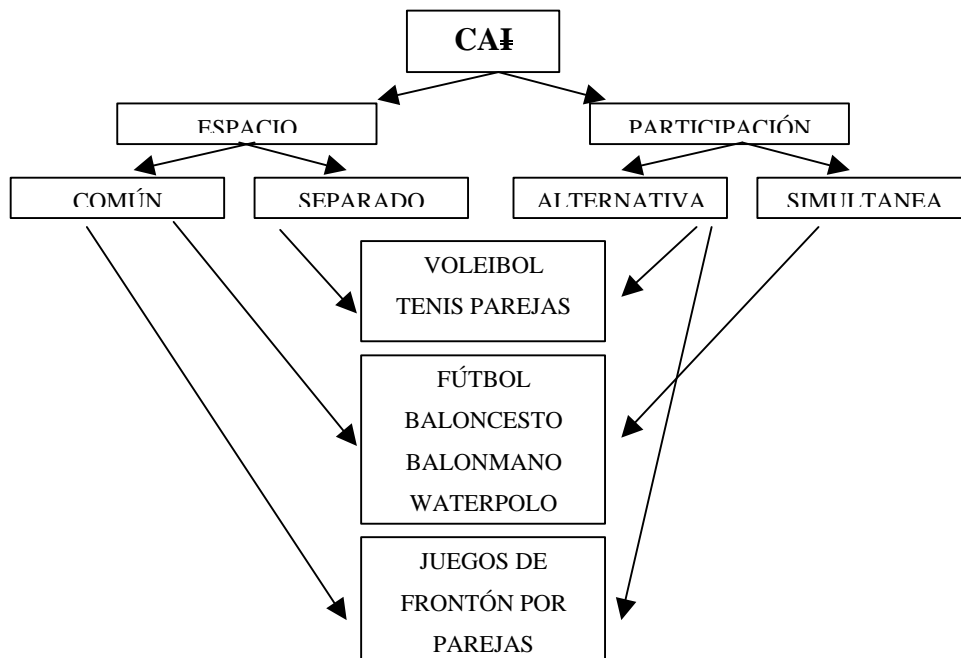 CAI
ESPACIO
PARTICIPACIÓN
COMÚN
SEPARADO
ALTERNATIVA
SIMULTANEA
VOLEIBOL
TENIS PAREJAS
FÚTBOL
BALONCESTO
BALONMANO
WATERPOLO
JUEGOS DE
FRONTÓN POR
PAREJAS